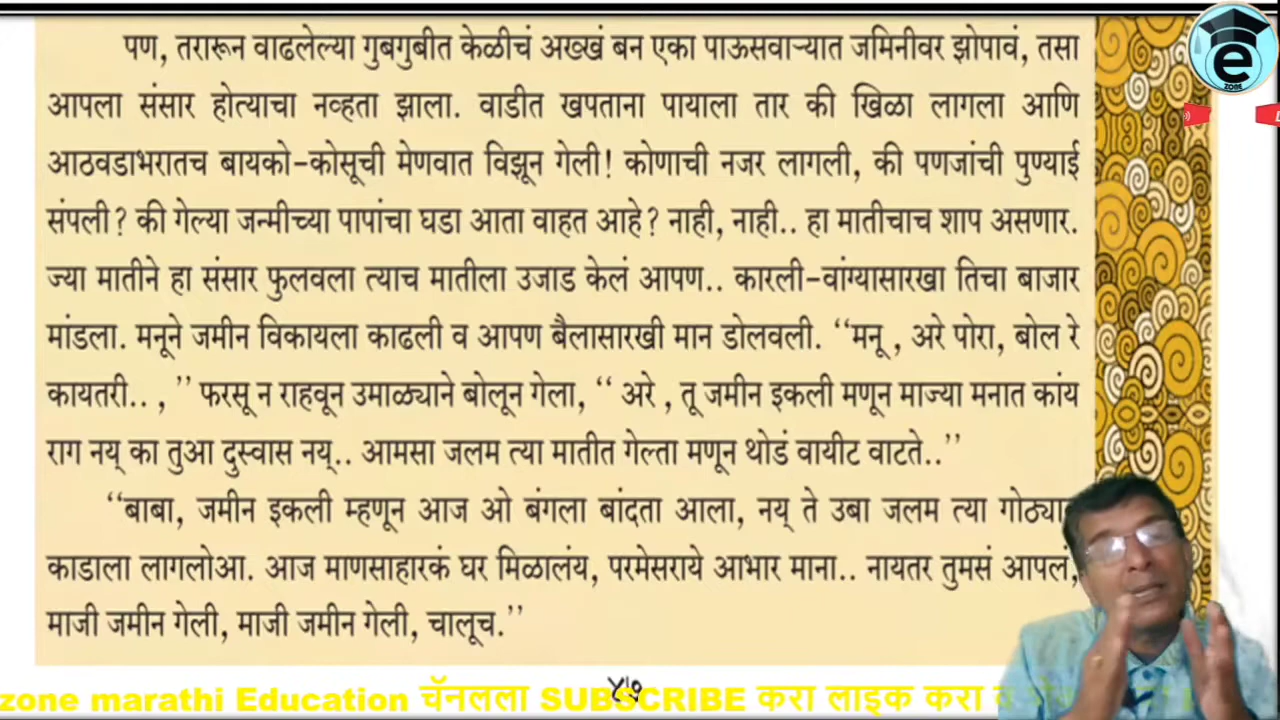 पण, तरारून वाढलेल्या गुबगुबीत केळीचं अख्खं बन एका पाऊसवाऱ्यात जमिनीवर झोपावं, तसा
आपला संसार होत्याचा नव्हता झाला. वाडीत खपताना पायाला तार की खिळा लागला आणि
आठवडाभरातच बायको-कोसूची मेणवात विझून गेली! कोणाची नजर लागली, की पणजांची पुण्याई
संपली? की गेल्या जन्मीच्या पापांचा घडा आता वाहत आहे? नाही, नाही.. हा मातीचाच शाप असणार.
ज्या मातीने हा संसार फुलवला त्याच मातीला उजाड केलं आपण.. कारली-वांग्यासारखा तिचा बाजार
मांडला. मनूने जमीन विकायला काढली व आपण बैलासारखी मान डोलवली. ‘‘मनू, अरे पोरा, बोल रे
कायतरी..,’’ फरसू न राहवून उमाळ्याने बोलून गेला, ‘‘अरे, तू जमीन इकली मणून माज्या मनात कांय
राग नय् का तुआ दुस्वास नय्.. आमसा जलम त्या मातीत गेल्ता मणून थोडं वायीट वाटते..’’
‘‘बाबा, जमीन इकली म्हणून आज ओ बंगला बांदता आला, नय् ते उबा जलम त्या गोठ्या
काडाला लागलोआ. आज माणसाहारकं घर मिळालंय, परमेसराये आभार माना.. नायतर तुमसं आपलं,
माजी जमीन गेली, माजी जमीन गेली, चालूच.’’
e
ZONE
zone marathi Education चॅनलला SUBSCRIBE करा लाइक करा